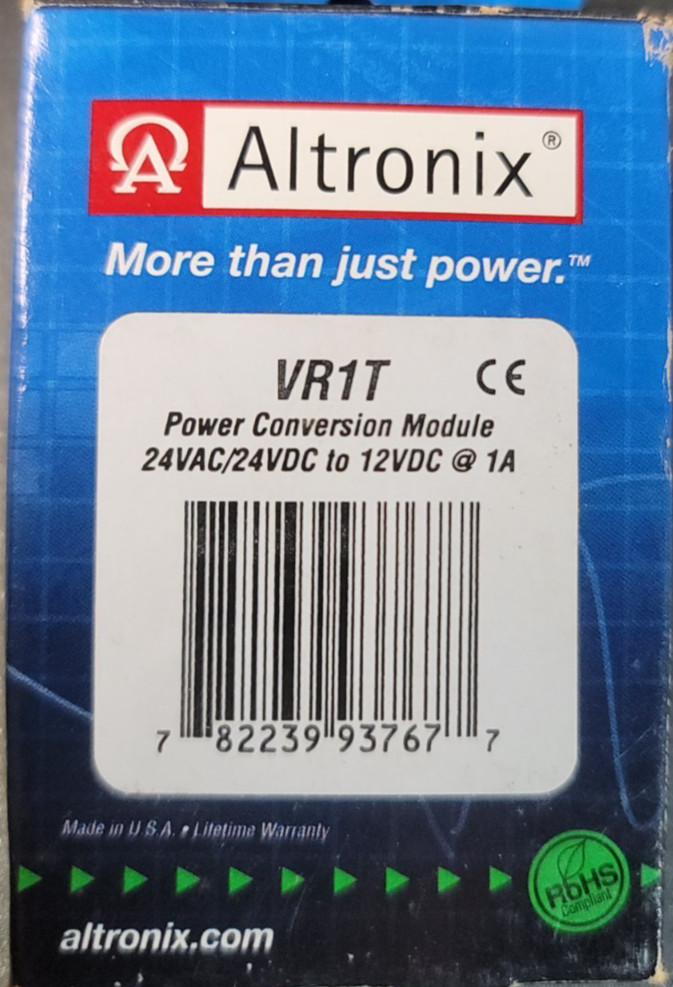 Altronix®
More than just power.™
VR1T CE
Power Conversion Module
24VAC/24VDC to 12VDC @ 1A
7 82239 93767 7
Made in U.S.A. • Lifetime Warranty
RoHS
Compliant
altronix.com